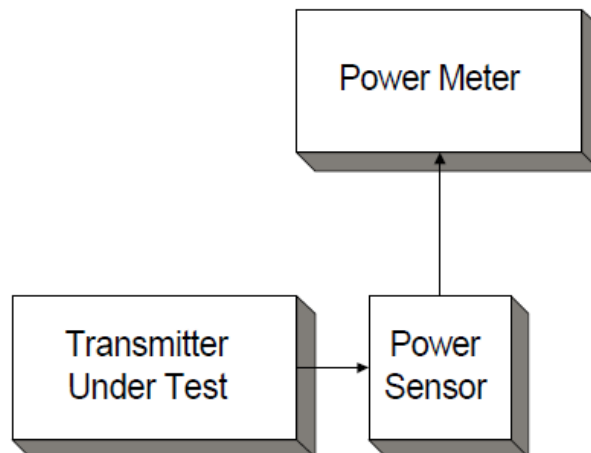 Power Meter
Transmitter
Under Test
Power
Sensor